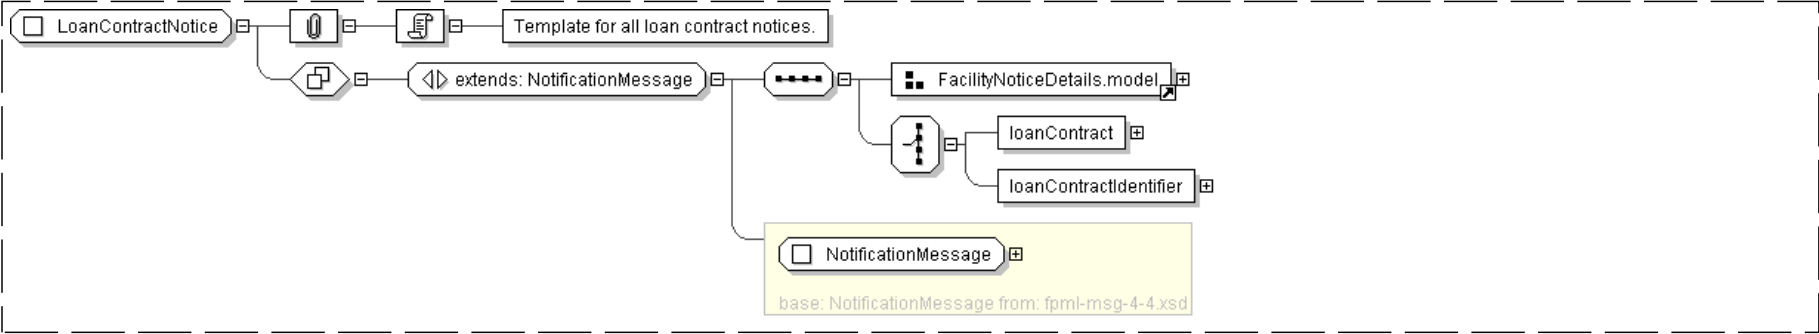 LoanContractNotice
Template for all loan contract notices.
extends: NotificationMessage
FacilityNoticeDetails.model
loanContract
loanContractIdentifier
NotificationMessage
base: NotificationMessage from: fpml-msg-4-4.xsd